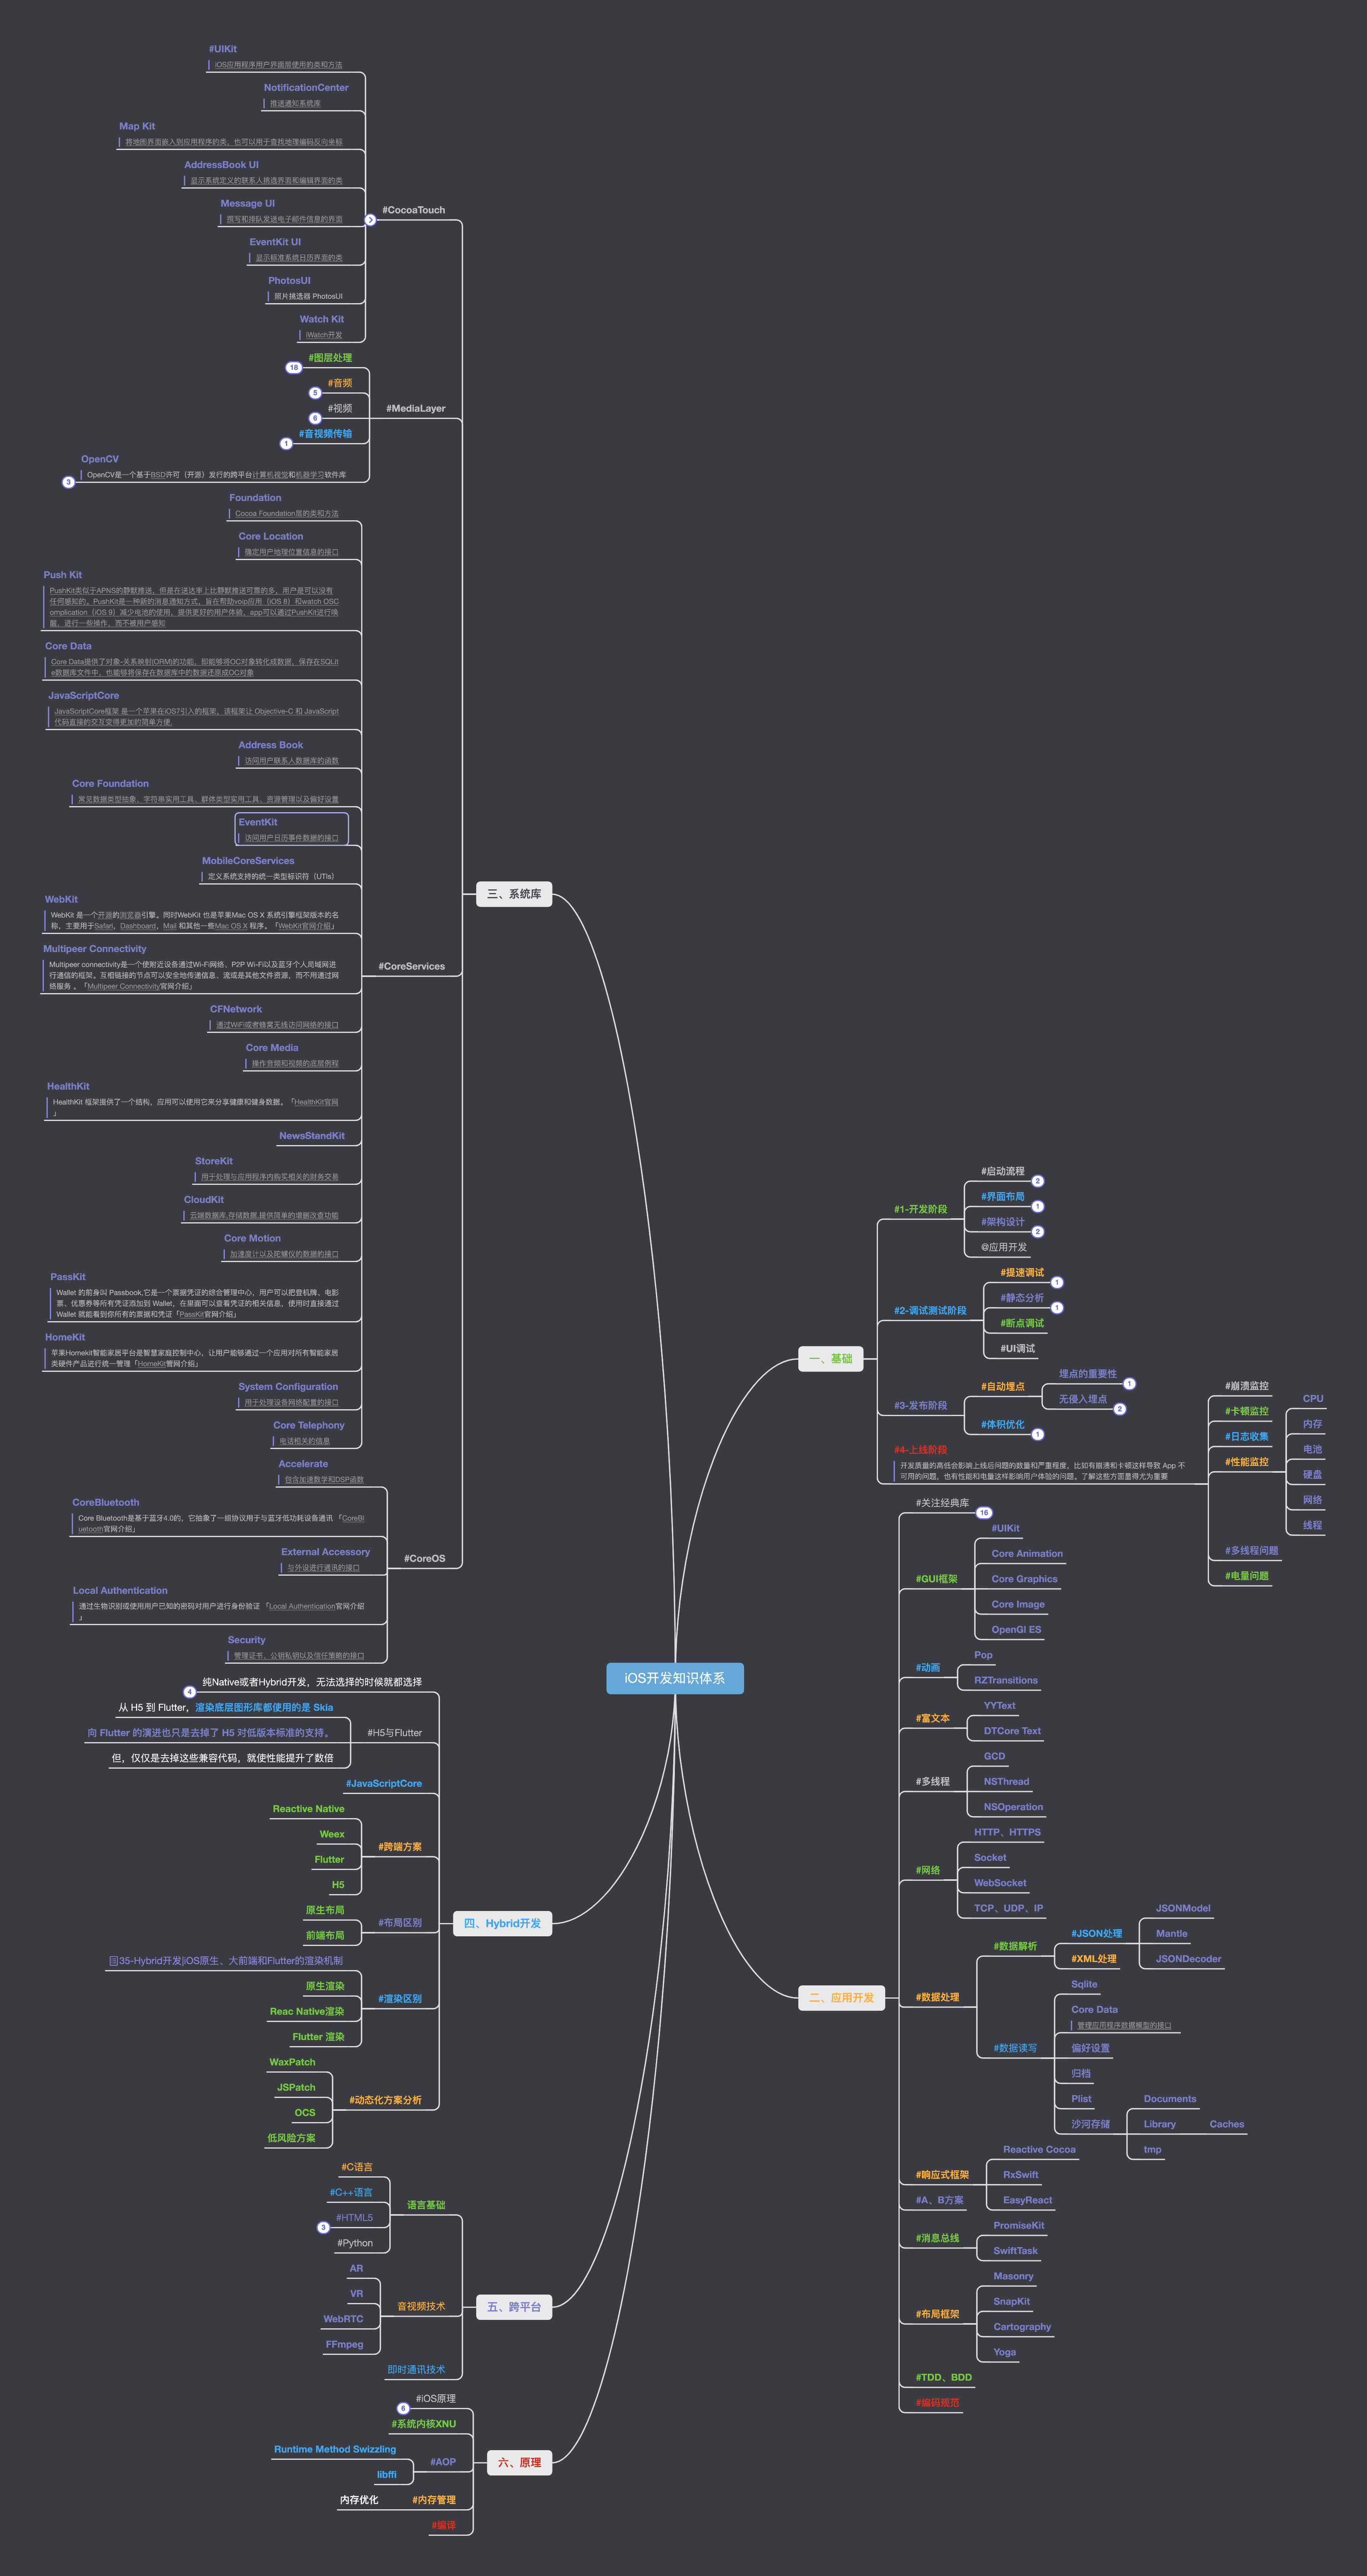 iOS开发知识体系
一、基础
#1-开发阶段
#启动流程
2
#界面布局
1
#架构设计
2
@应用开发
#2-调试测试阶段
#提速调试
1
#静态分析
1
#断点调试
#UI调试
#3-发布阶段
#自动埋点
埋点的重要性
1
无侵入埋点
2
#体积优化
1
#4-上线阶段
开发质量的高低会影响上线后问题的数量和严重程度，比如有崩溃和卡顿这样导致 App 不
可用的问题，也有性能和电量这样影响用户体验的问题。了解这些方面显得尤为重要
#崩溃监控
#卡顿监控
#日志收集
#性能监控
CPU
内存
电池
硬盘
网络
线程
#多线程问题
#电量问题
二、应用开发
#关注经典库
16
#GUI框架
#UIKit
Core Animation
Core Graphics
Core Image
OpenGl ES
#动画
Pop
RZTransitions
#富文本
YYText
DTCore Text
#多线程
GCD
NSThread
NSOperation
#网络
HTTP、HTTPS
Socket
WebSocket
TCP、UDP、IP
#数据处理
#数据解析
#JSON处理
JSONModel
Mantle
JSONDecoder
#XML处理
#数据读写
Sqlite
Core Data
管理应用程序数据模型的接口
偏好设置
归档
Plist
沙河存储
Documents
Library
Caches
tmp
#响应式框架
Reactive Cocoa
RxSwift
EasyReact
#A、B方案
#消息总线
PromiseKit
SwiftTask
#布局框架
Masonry
SnapKit
Cartography
Yoga
#TDD、BDD
#编码规范
三、系统库
#CocoaTouch
#UIKit
iOS应用程序用户界面层使用的类和方法
NotificationCenter
推送通知系统库
Map Kit
将地图界面嵌入到应用程序的类，也可以用于查找地理编码反向坐标
AddressBook UI
显示系统定义的联系人挑选界面和编辑界面的类
Message UI
撰写和排队发送电子邮件信息的界面
EventKit UI
显示标准系统日历界面的类
PhotosUI
照片挑选器 PhotosUI
Watch Kit
iWatch开发
#MediaLayer
#图层处理
18
#音频
5
#视频
6
#音视频传输
1
OpenCV
OpenCV是一个基于BSD许可（开源）发行的跨平台计算机视觉和机器学习软件库
3
#CoreServices
Foundation
Cocoa Foundation层的类和方法
Core Location
确定用户地理位置信息的接口
Push Kit
PushKit类似于APNS的静默推送，但是在送达率上比静默推送可靠的多，用户是可以没有
任何感知的。PushKit是一种新的消息通知方式，旨在帮助voip应用（iOS 8）和watch OSC
omplication（iOS 9）减少电池的使用，提供更好的用户体验，app可以通过PushKit进行唤
醒，进行一些操作，而不被用户感知
Core Data
Core Data提供了对象-关系映射(ORM)的功能，即能够将OC对象转化成数据，保存在SQLit
e数据库文件中，也能够将保存在数据库中的数据还原成OC对象
JavaScriptCore
JavaScriptCore框架 是一个苹果在iOS7引入的框架，该框架让 Objective-C 和 JavaScript
代码直接的交互变得更加的简单方便.
Address Book
访问用户联系人数据库的函数
Core Foundation
常见数据类型抽象、字符串实用工具、群体类型实用工具、资源管理以及偏好设置
EventKit
访问用户日历事件数据的接口
MobileCoreServices
定义系统支持的统一类型标识符（UTIs）
WebKit
WebKit 是一个开源的浏览器引擎。同时WebKit 也是苹果Mac OS X 系统引擎框架版本的名
称，主要用于Safari，Dashboard，Mail 和其他一些Mac OS X 程序。「WebKit官网介绍」
Multipeer Connectivity
Multipeer connectivity是一个使附近设备通过Wi-Fi网络、P2P Wi-Fi以及蓝牙个人局域网进
行通信的框架。互相链接的节点可以安全地传递信息、流或是其他文件资源，而不用通过网
络服务 。「Multipeer Connectivity官网介绍」
CFNetwork
通过WiFi或者蜂窝无线访问网络的接口
Core Media
操作音频和视频的底层例程
HealthKit
HealthKit 框架提供了一个结构，应用可以使用它来分享健康和健身数据。「HealthKit官网
」
NewsStandKit
StoreKit
用于处理与应用程序内购买相关的财务交易
CloudKit
云端数据库,存储数据,提供简单的增删改查功能
Core Motion
加速度计以及陀螺仪的数据的接口
PassKit
Wallet 的前身叫 Passbook,它是一个票据凭证的综合管理中心，用户可以把登机牌、电影
票、优惠券等所有凭证添加到 Wallet，在里面可以查看凭证的相关信息，使用时直接通过
Wallet 就能看到你所有的票据和凭证「PassKit官网介绍」
HomeKit
苹果Homekit智能家居平台是智慧家庭控制中心，让用户能够通过一个应用对所有智能家居
类硬件产品进行统一管理「HomeKit管网介绍」
System Configuration
用于处理设备网络配置的接口
Core Telephony
电话相关的信息
#CoreOS
Accelerate
包含加速数学和DSP函数
CoreBluetooth
Core Bluetooth是基于蓝牙4.0的，它抽象了一组协议用于与蓝牙低功耗设备通讯 「CoreBl
uetooth官网介绍」
External Accessory
与外设进行通讯的接口
Local Authentication
通过生物识别或使用用户已知的密码对用户进行身份验证 「Local Authentication官网介绍
」
Security
管理证书、公钥私钥以及信任策略的接口
四、Hybrid开发
纯Native或者Hybrid开发，无法选择的时候就都选择
4
#H5与Flutter
从 H5 到 Flutter，渲染底层图形库都使用的是 Skia
向 Flutter 的演进也只是去掉了 H5 对低版本标准的支持。
但，仅仅是去掉这些兼容代码，就使性能提升了数倍
#JavaScriptCore
#跨端方案
Reactive Native
Weex
Flutter
H5
#布局区别
原生布局
前端布局
#渲染区别
35-Hybrid开发|iOS原生、大前端和Flutter的渲染机制
原生渲染
Reac Native渲染
Flutter 渲染
#动态化方案分析
WaxPatch
JSPatch
OCS
低风险方案
五、跨平台
语言基础
#C语言
#C++语言
#HTML5
3
#Python
音视频技术
AR
VR
WebRTC
FFmpeg
即时通讯技术
六、原理
#iOS原理
6
#系统内核XNU
#AOP
Runtime Method Swizzling
libffi
#内存管理
内存优化
#编译